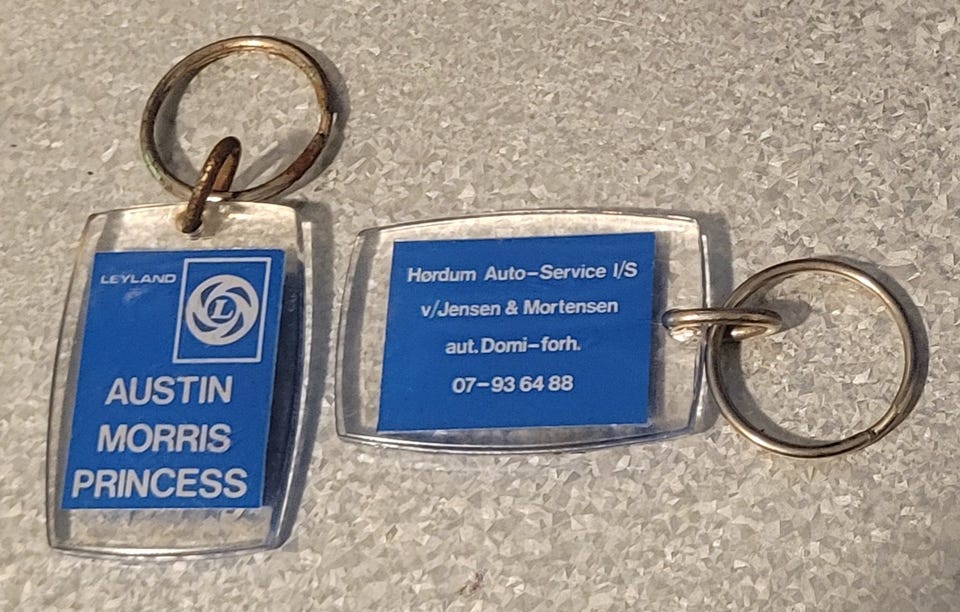 LEYLAND
L
AUSTIN
MORRIS
PRINCESS
Hørdum Auto-Service I/S
v/Jensen & Mortensen
aut. Domi-forh.
07-93 64 88